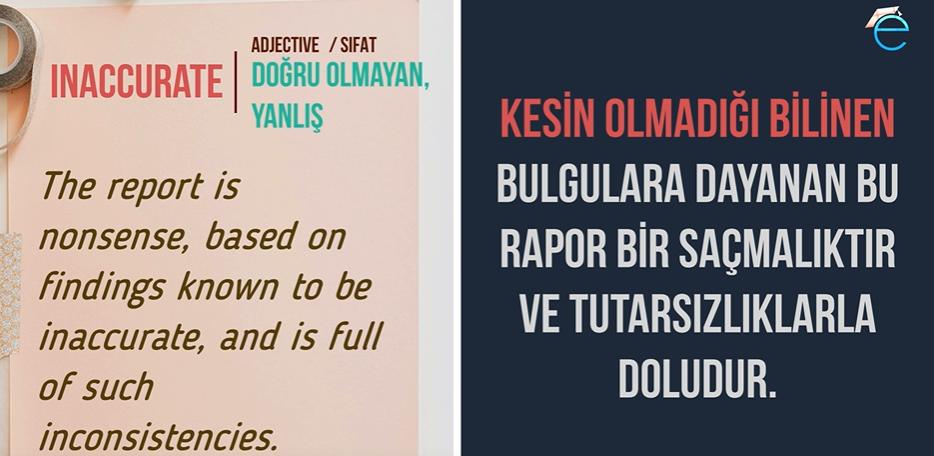 INACCURATE
ADJECTIVE / SIFAT
DOĞRU OLMAYAN,
YANLIŞ
The report is
nonsense, based on
findings known to be
inaccurate, and is full
of such
inconsistencies.
e
KESİN OLMADIĞI BİLİNEN
BULGULARA DAYANAN BU
RAPOR BİR SAÇMALIKTIR
VE TUTARSIZLIKLARLA
DOLUDUR.